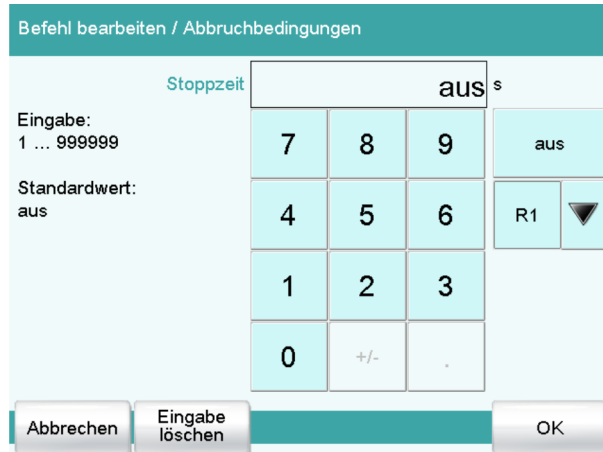 Befehl bearbeiten / Abbruchbedingungen
Stoppzeit aus s
Eingabe:
1 ... 999999
Standardwert:
aus
7 8 9 aus
4 5 6 R1
1 2 3
0 +/- .
Abbrechen Eingabe löschen OK